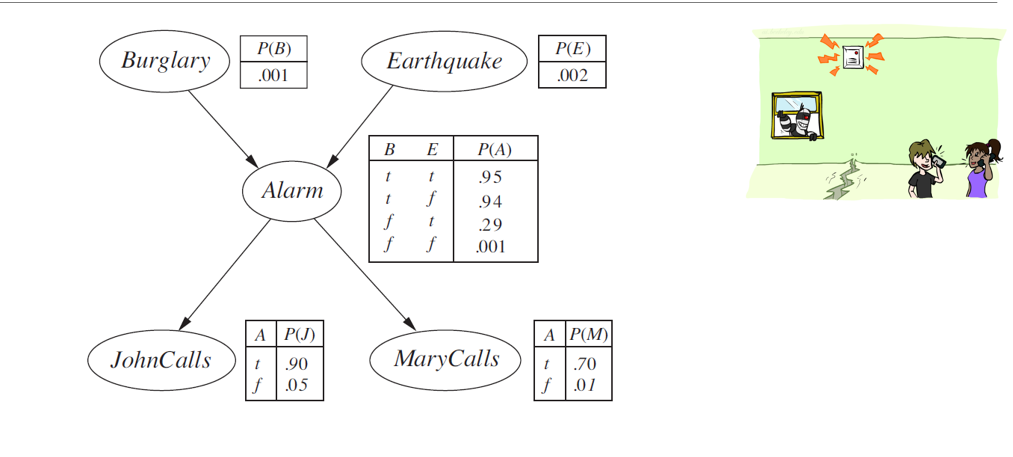 Burglary
P(B)
.001
Earthquake
P(E)
.002
B E P(A)
t t .95
t f .94
f t .29
f f .001
Alarm
JohnCalls
A P(J)
t .90
f .05
MaryCalls
A P(M)
t .70
f .01